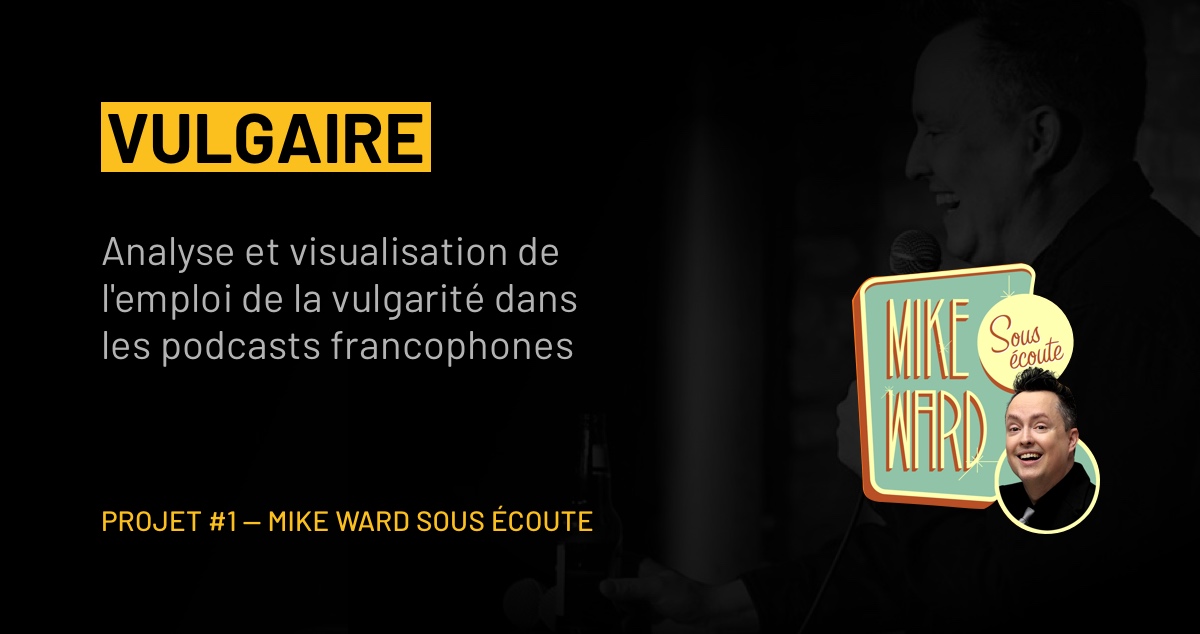 VULGAIRE
Analyse et visualisation de
l'emploi de la vulgarité dans
les podcasts francophones
PROJET #1 — MIKE WARD SOUS ÉCOUTE
MIKE
WARD
Sous
écoute